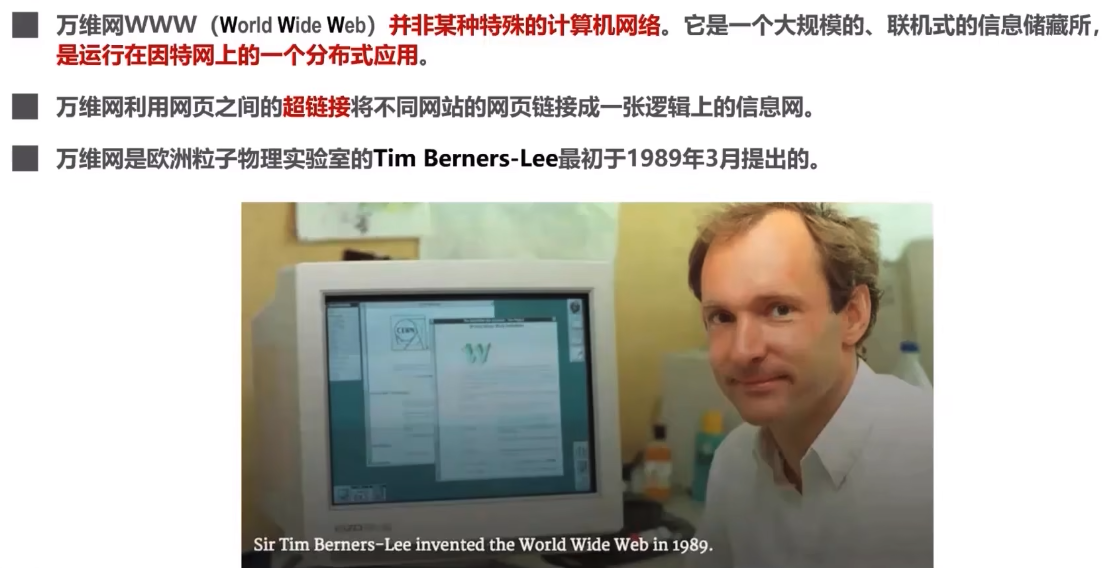 万维网WWW（World Wide Web）并非某种特殊的计算机网络。它是一个大规模的、联机式的信息储藏所，
是运行在因特网上的一个分布式应用。
万维网利用网页之间的超链接将不同网站的网页链接成一张逻辑上的信息网。
万维网是欧洲粒子物理实验室的Tim Berners-Lee最初于1989年3月提出的。
CERN
W
Sir Tim Berners-Lee invented the World Wide Web in 1989.